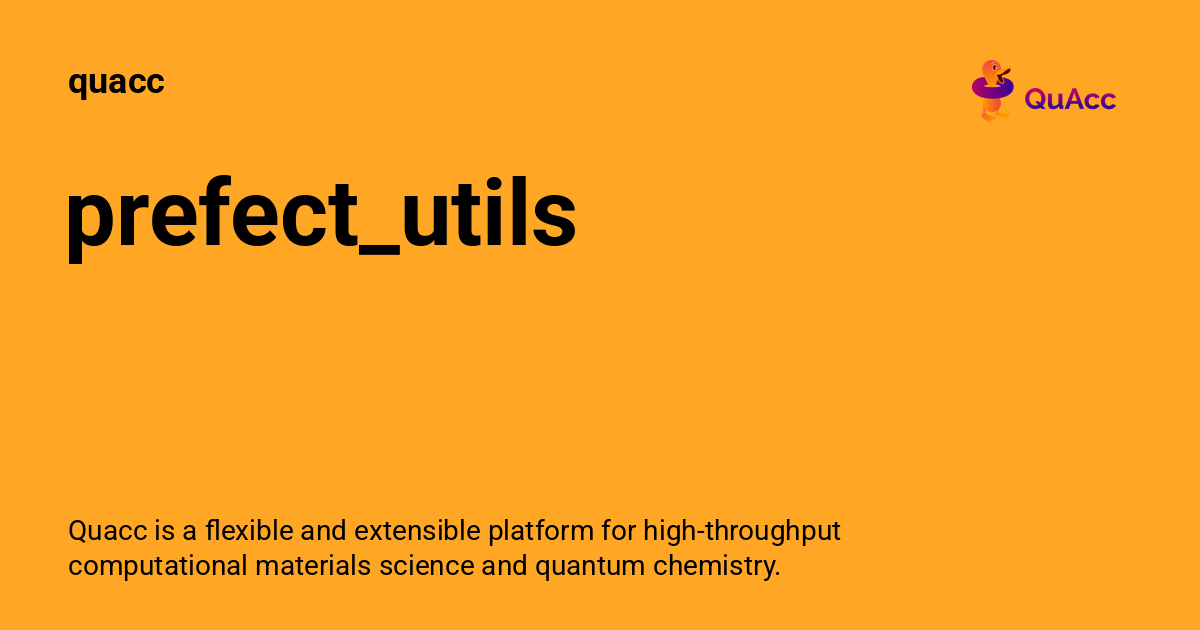 quacc
QuAcc
prefect_utils
Quacc is a flexible and extensible platform for high-throughput
computational materials science and quantum chemistry.